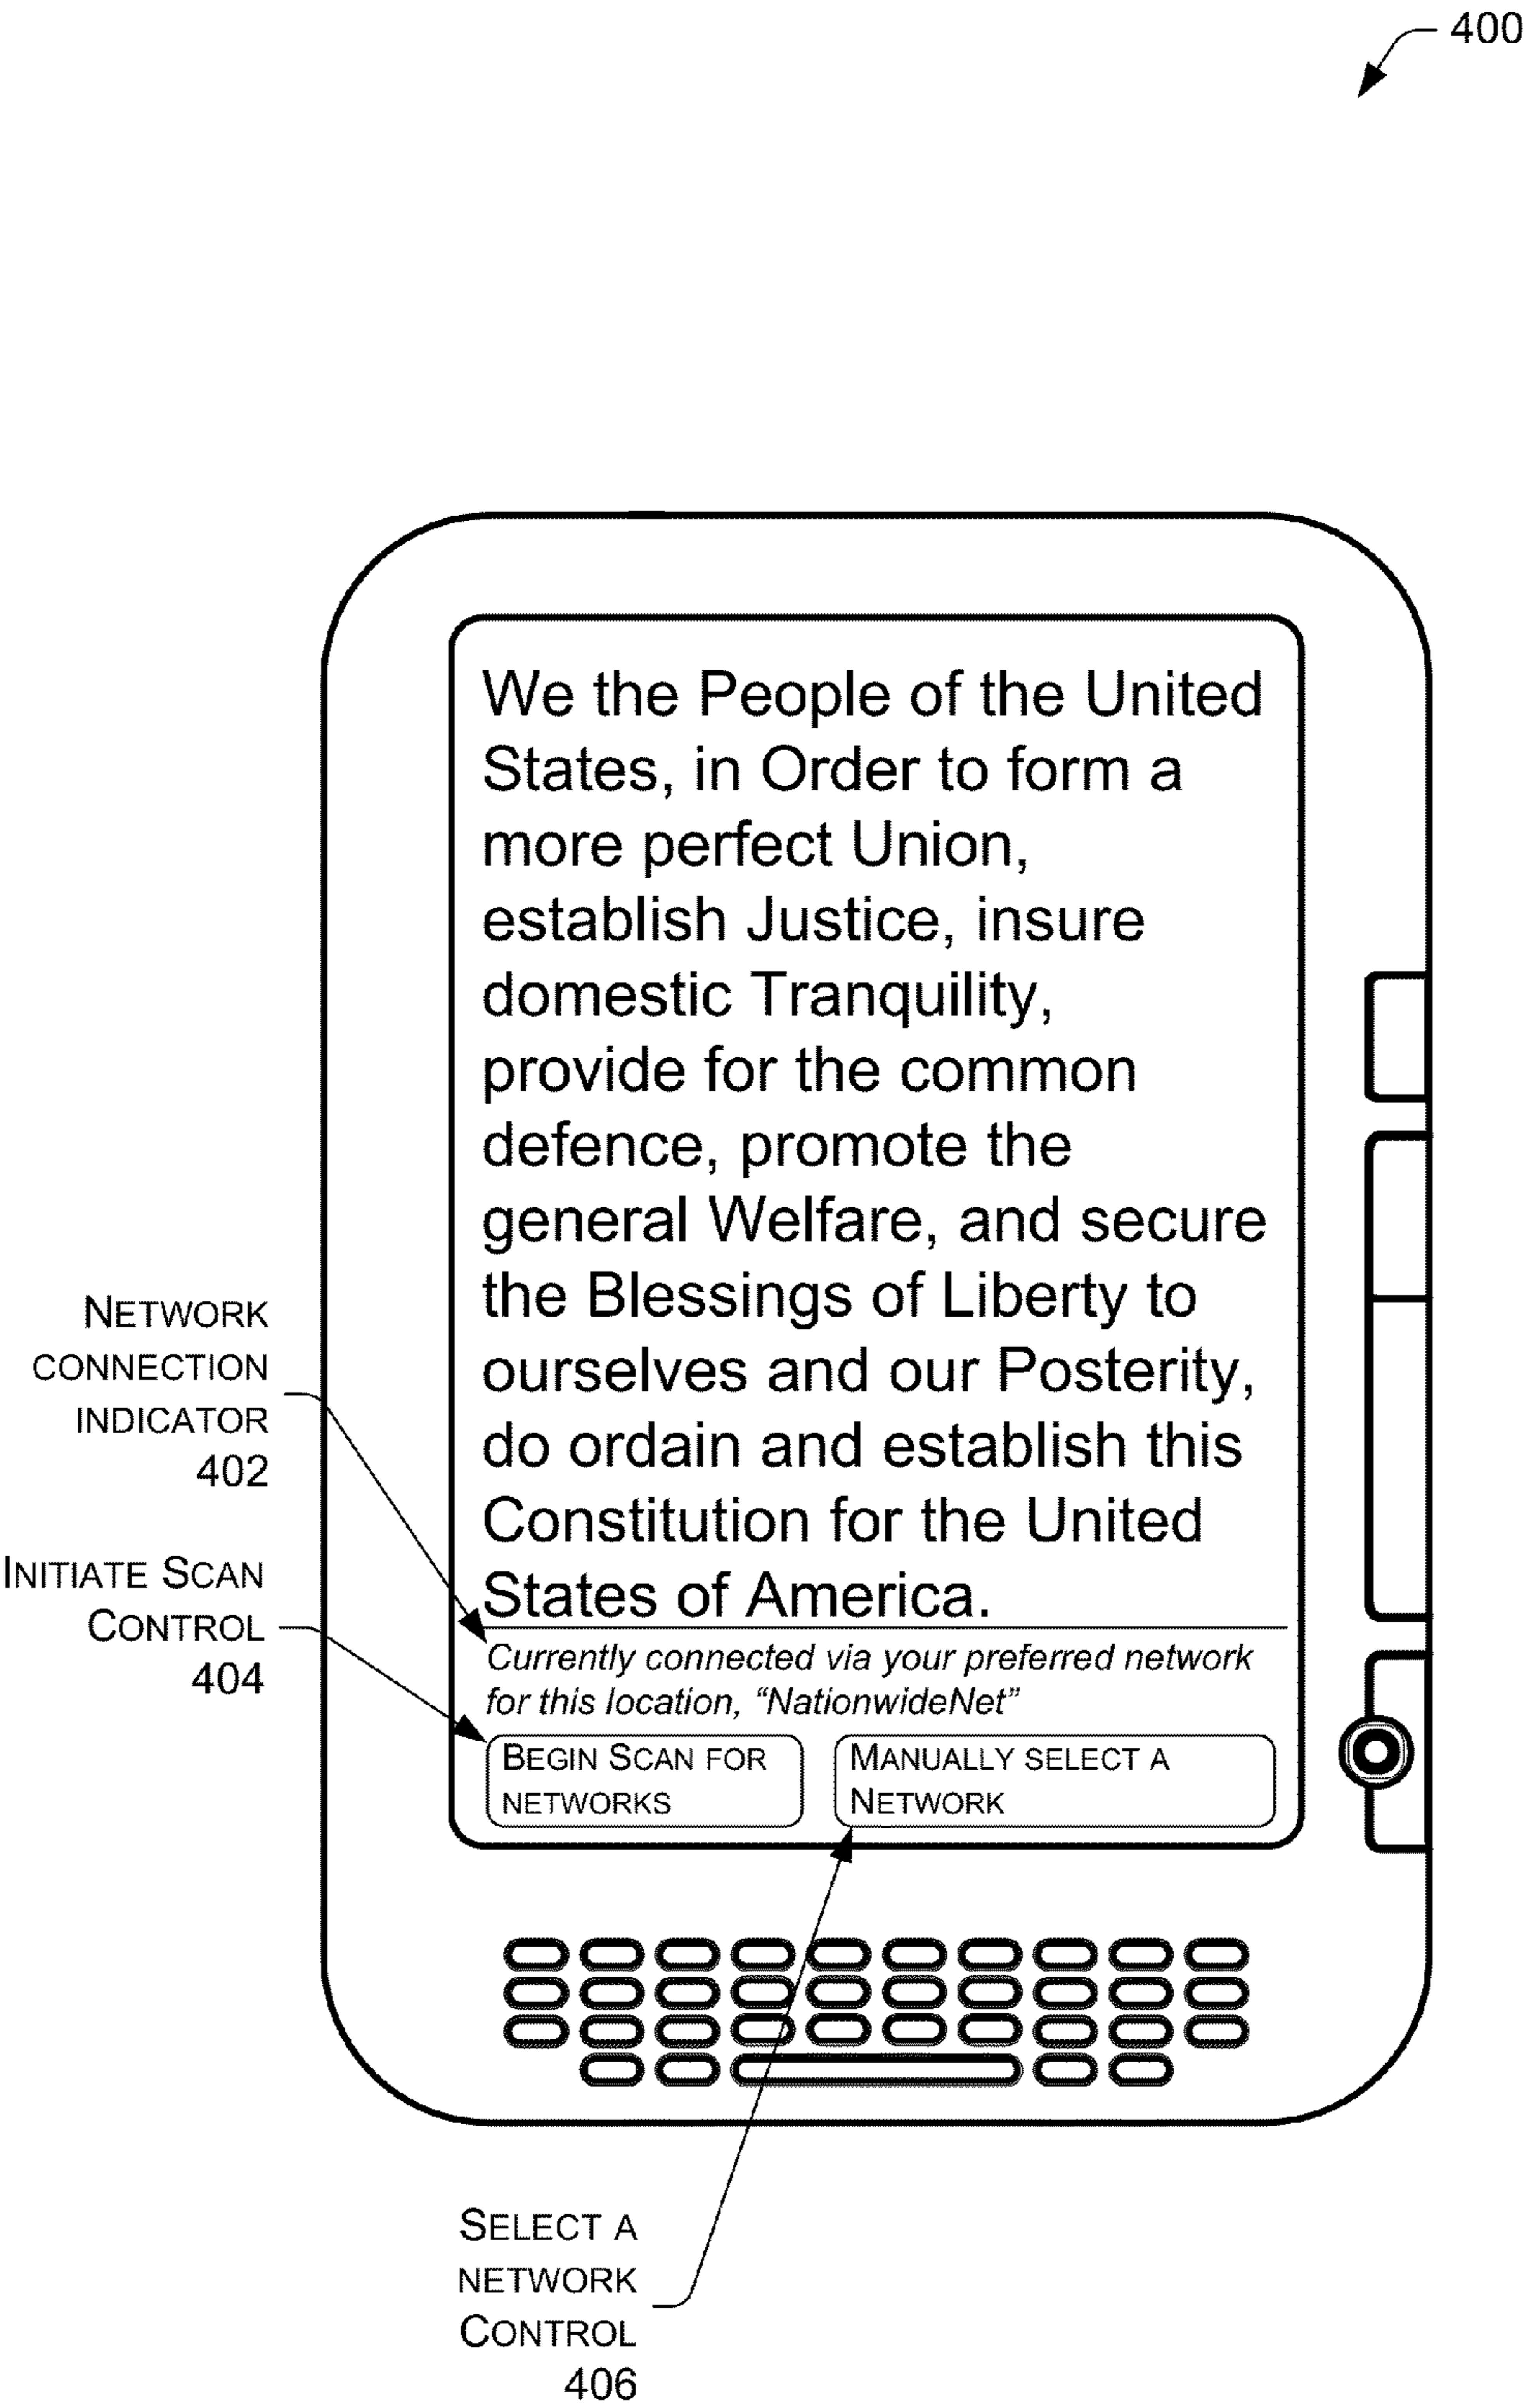 400
We the People of the United
States, in Order to form a
more perfect Union,
establish Justice, insure
domestic Tranquility,
provide for the common
defence, promote the
general Welfare, and secure
the Blessings of Liberty to
ourselves and our Posterity,
do ordain and establish this
Constitution for the United
States of America.
NETWORK
CONNECTION
INDICATOR
402
INITIATE SCAN
CONTROL
404
Currently connected via your preferred network
for this location, “NationwideNet”
BEGIN SCAN FOR
NETWORKS
MANUALLY SELECT A
NETWORK
SELECT A
NETWORK
CONTROL
406